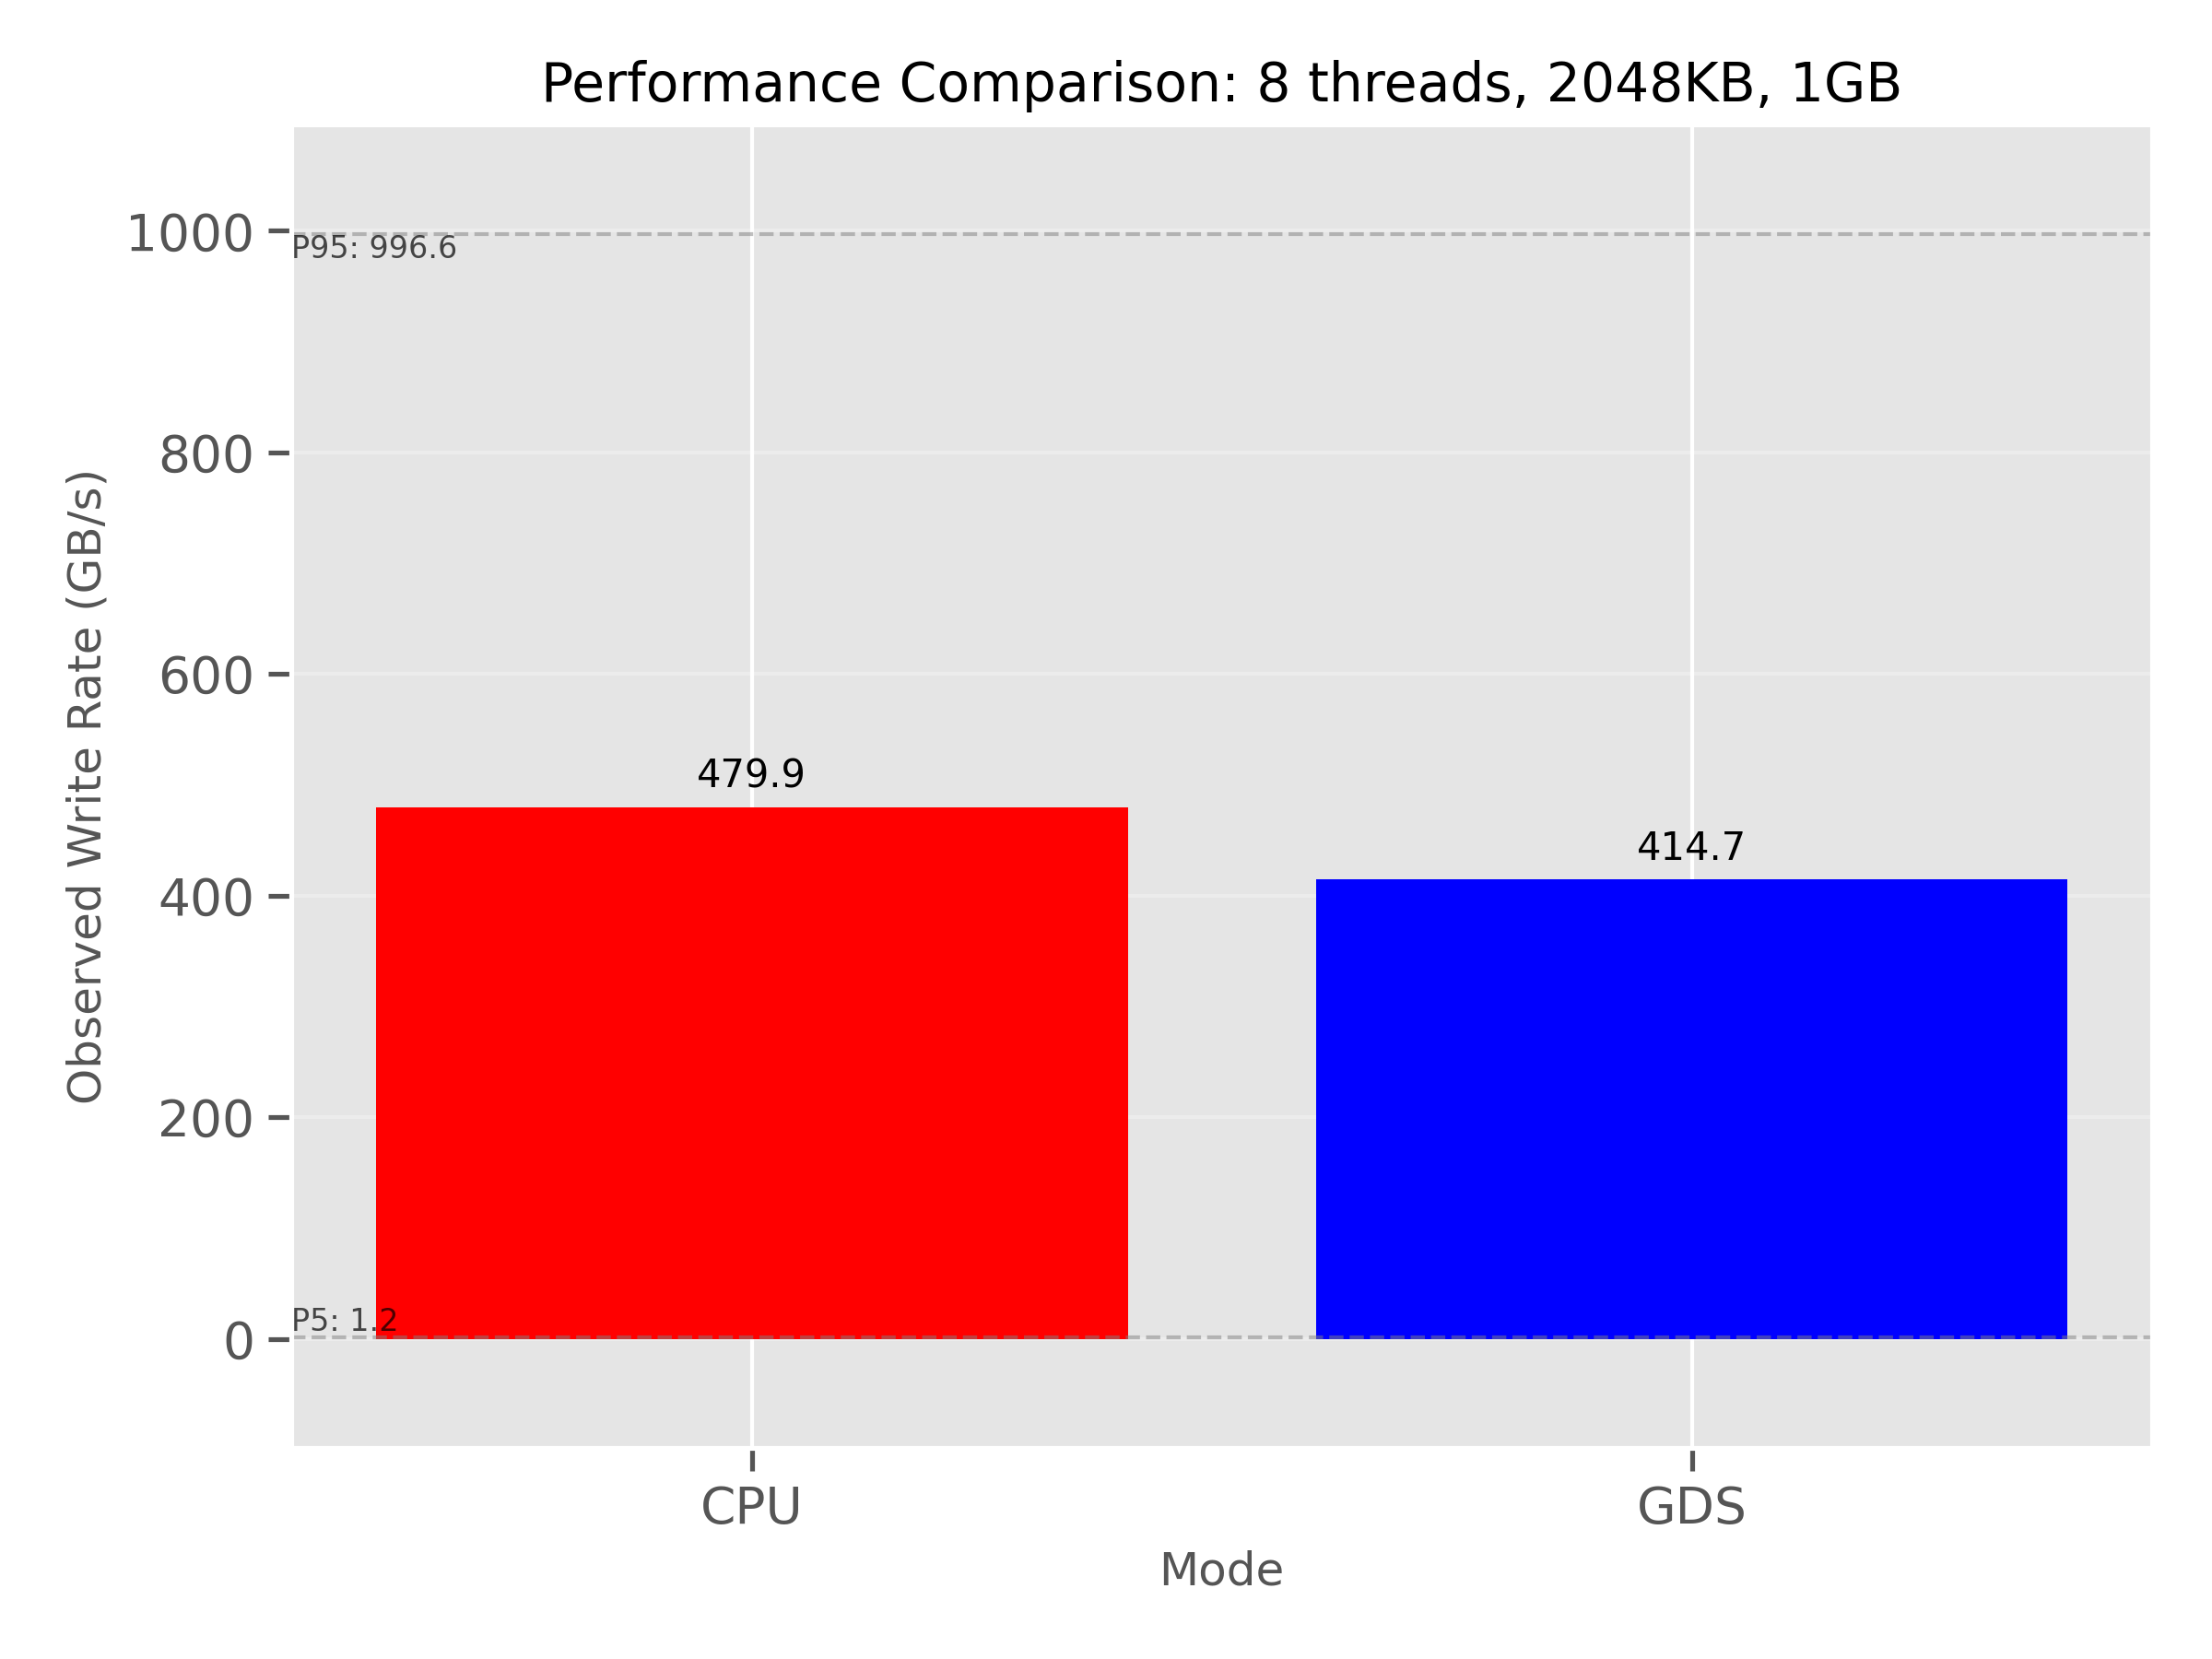 Performance Comparison: 8 threads, 2048KB, 1GB
Observed Write Rate (GB/s)
1000
800
600
400
200
0
P95: 996.6
479.9
414.7
P5: 1.2
CPU
GDS
Mode